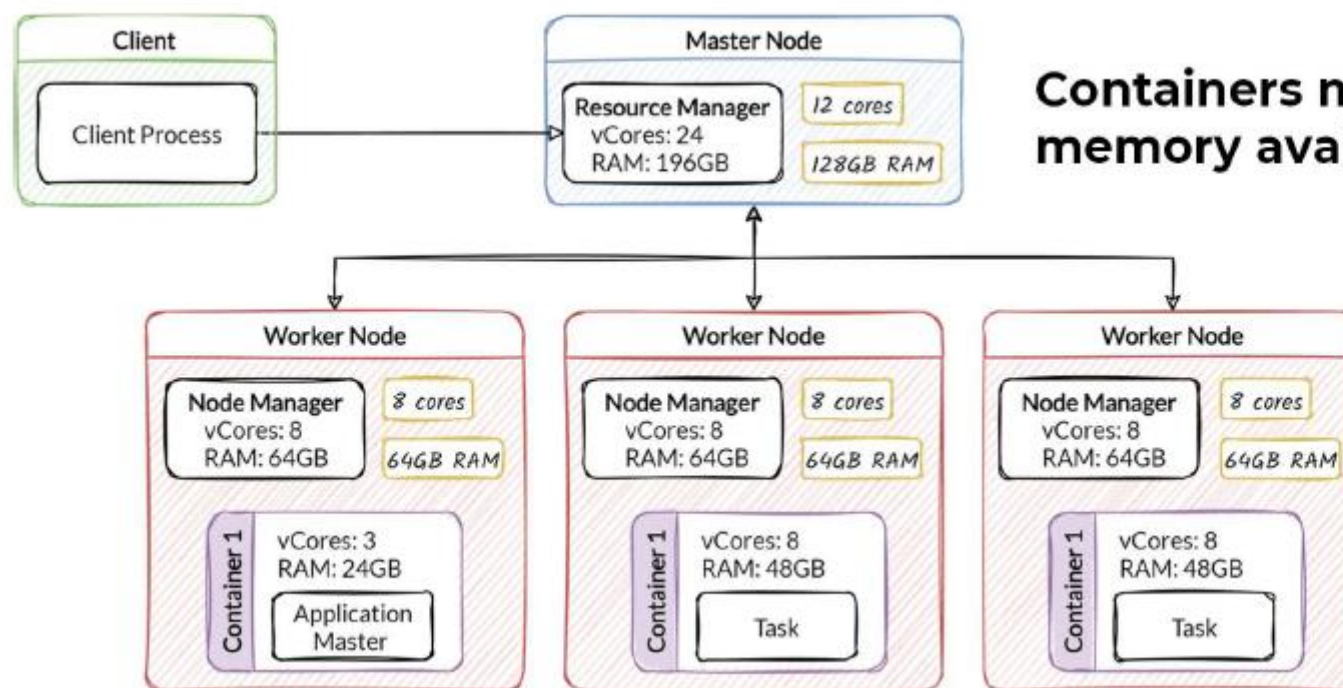 Client
Client Process
Master Node
Resource Manager
vCores: 24
RAM: 196GB
12 cores
128GB RAM
Containers
memory
Worker Node
Node Manager
vCores: 8
RAM: 64GB
8 cores
64GB RAM
Container 1
vCores: 3
RAM: 24GB
Application
Master
Worker Node
Node Manager
vCores: 8
RAM: 64GB
8 cores
64GB RAM
Container 1
vCores: 8
RAM: 48GB
Task
Worker Node
Node Manager
vCores: 8
RAM: 64GB
8 cores
64GB RAM
Container 1
vCores: 8
RAM: 48GB
Task